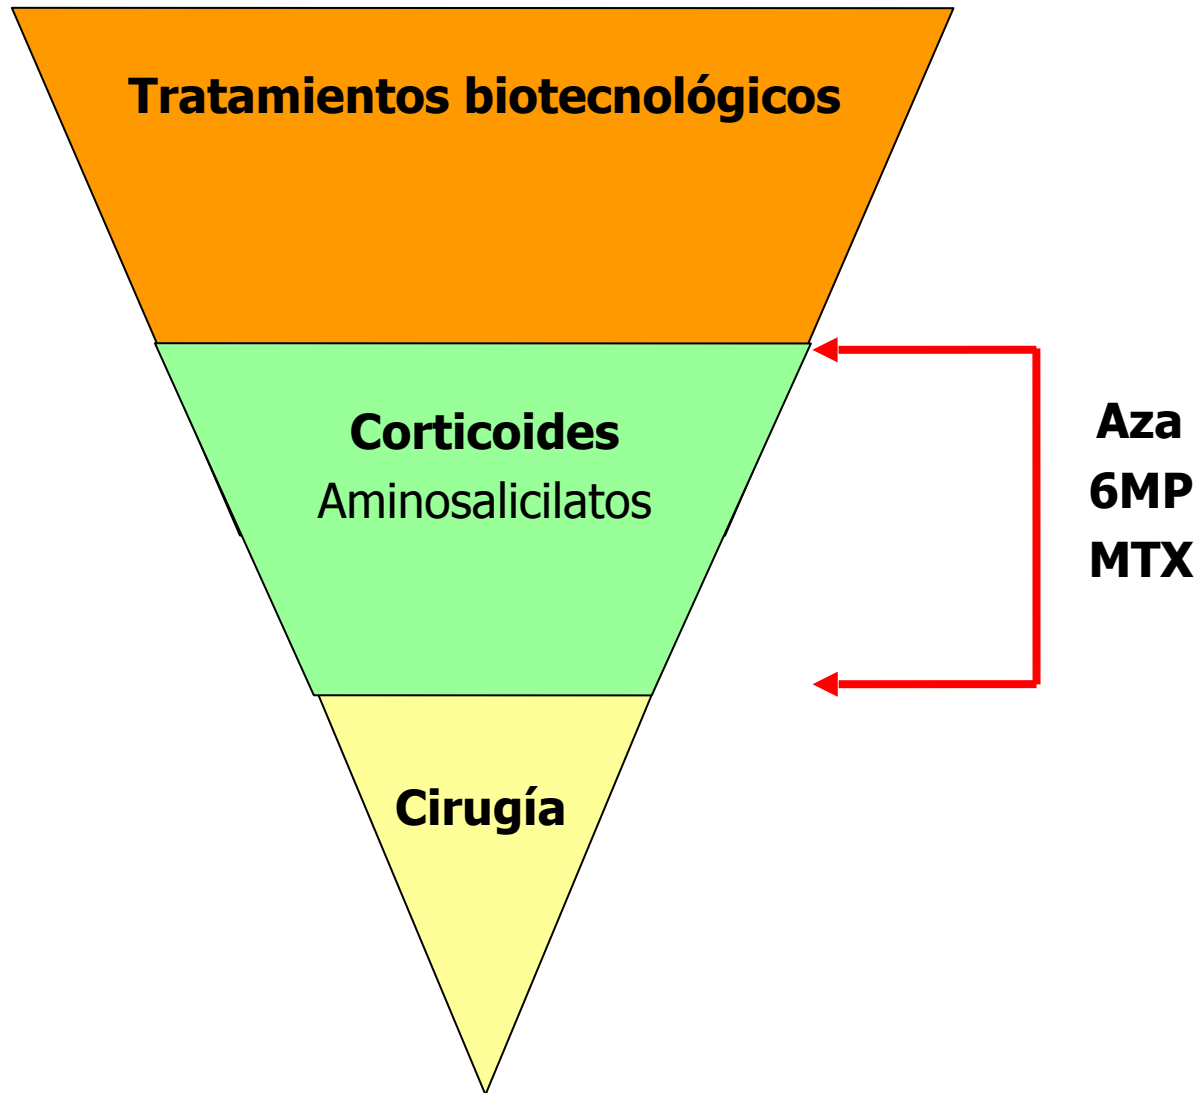 Tratamientos biotecnológicos
Corticoides
Aminosalicilatos
Aza
6MP
MTX
Cirugía